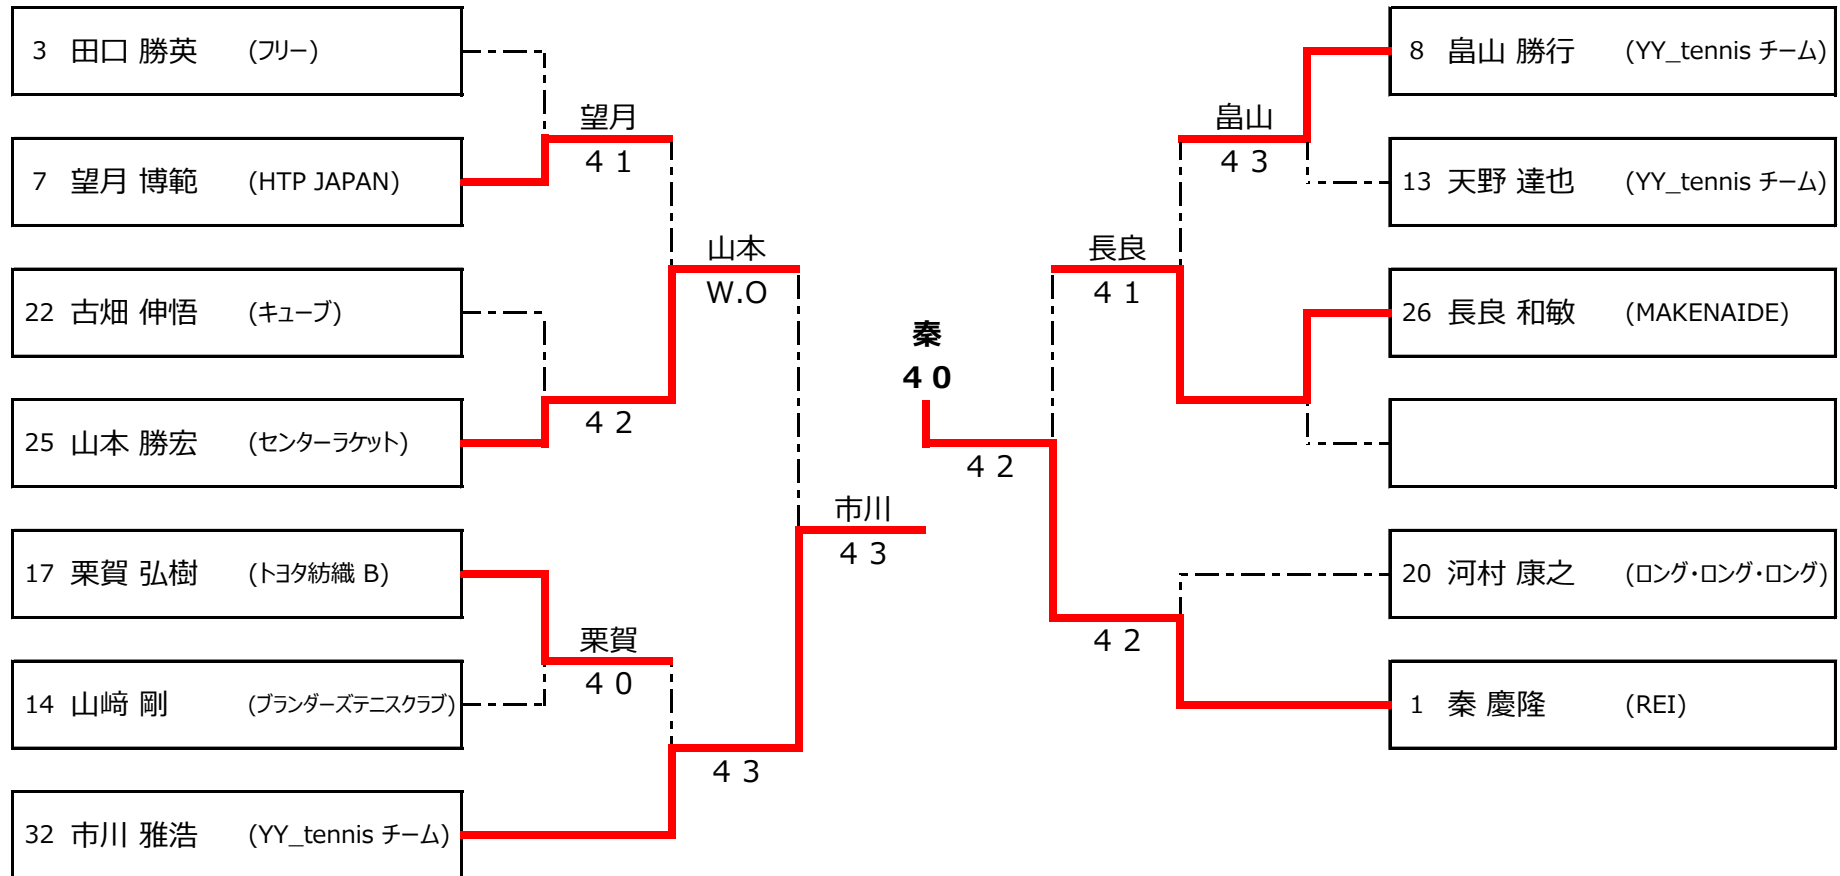 3 田口 勝英 (フリー)
7 望月 博範 (HTP JAPAN)
22 古畑 伸悟 (キューブ)
25 山本 勝宏 (センターラケット)
17 栗賀 弘樹 (トヨタ紡織 B)
14 山﨑 剛 (ブランダーズテニスクラブ)
32 市川 雅浩 (YY_tennis チーム)
望月
4 1
4 2
栗賀
4 0
山本
W.O
4 3
市川
4 3
秦
4 0
4 2
長良
4 1
4 2
畠山
4 3
8 畠山 勝行 (YY_tennis チーム)
13 天野 達也 (YY_tennis チーム)
26 長良 和敏 (MAKENAIDE)
20 河村 康之 (ロング・ロング・ロング)
1 秦 慶隆 (REI)